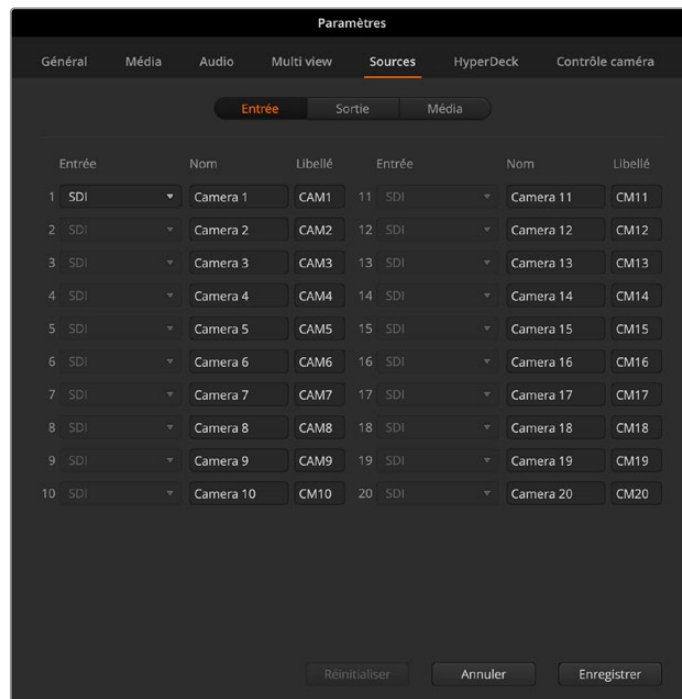 Paramètres
Général Média Audio Multi view Sources HyperDeck Contrôle caméra
Entrée Sortie Média
Entrée Nom Libellé Entrée Nom Libellé
1 SDI Camera 1 CAM1 11 SDI Camera 11 CM11
2 SDI Camera 2 CAM2 12 SDI Camera 12 CM12
3 SDI Camera 3 CAM3 13 SDI Camera 13 CM13
4 SDI Camera 4 CAM4 14 SDI Camera 14 CM14
5 SDI Camera 5 CAM5 15 SDI Camera 15 CM15
6 SDI Camera 6 CAM6 16 SDI Camera 16 CM16
7 SDI Camera 7 CAM7 17 SDI Camera 17 CM17
8 SDI Camera 8 CAM8 18 SDI Camera 18 CM18
9 SDI Camera 9 CAM9 19 SDI Camera 19 CM19
10 SDI Camera 10 CM10 20 SDI Camera 20 CM20
Réinitialiser Annuler Enregistrer